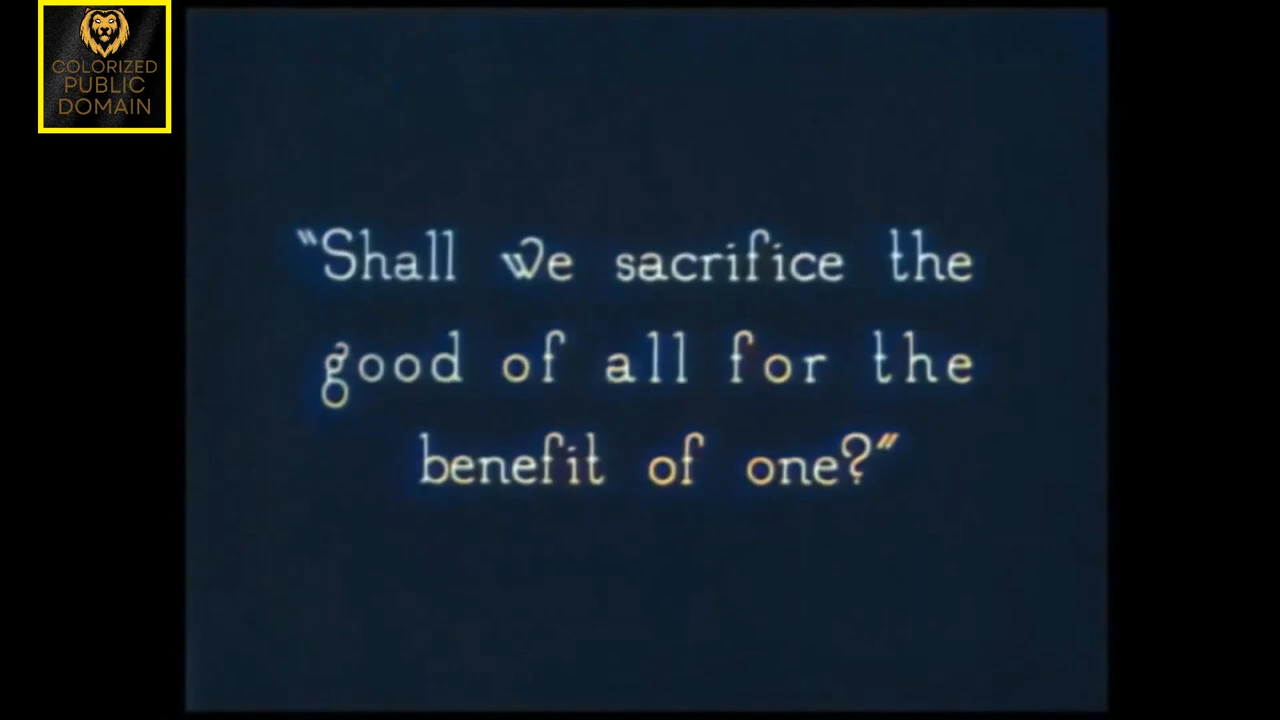 COLORIZED
PUBLIC
DOMAIN
“Shall we sacrifice the
good of all for the
benefit of one?”